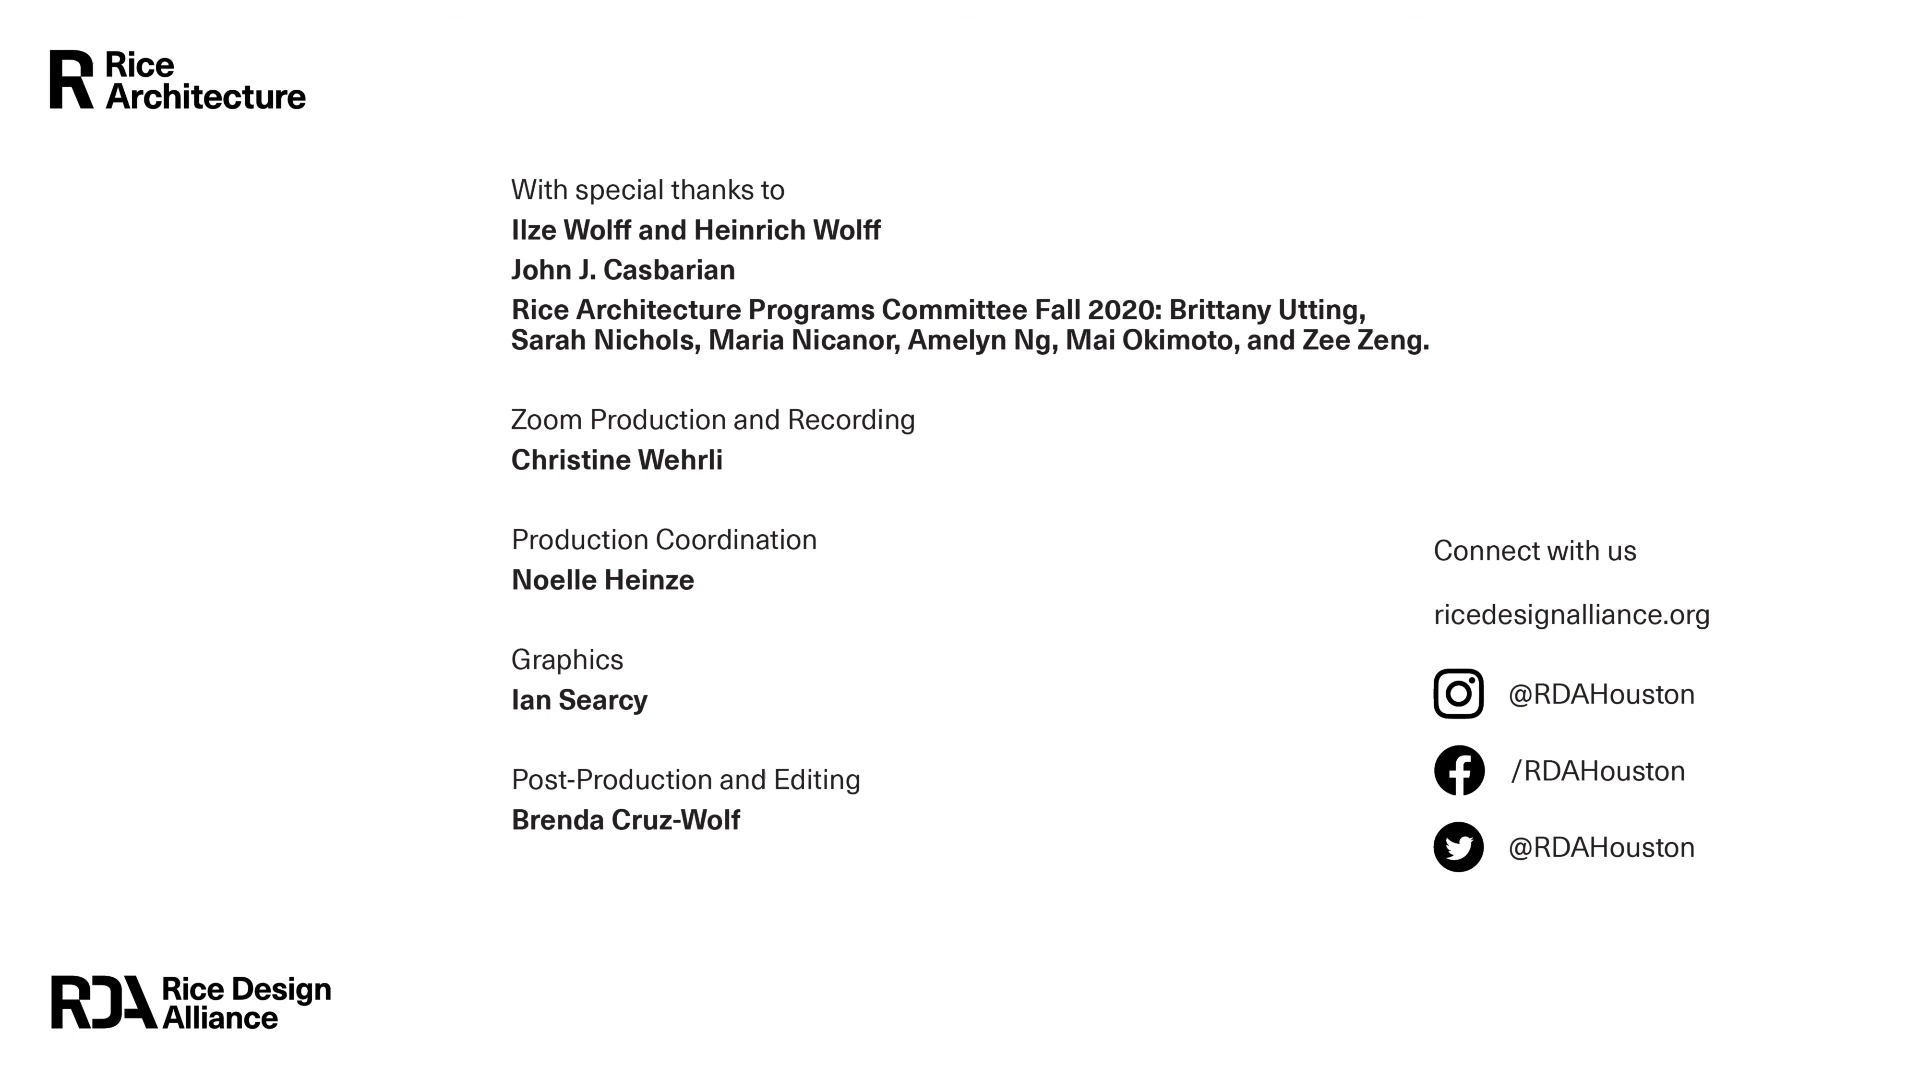 Rice
Architecture
With special thanks to
Ilze Wolff and Heinrich Wolff
John J. Casbarian
Rice Architecture Programs Committee Fall 2020: Brittany Utting,
Sarah Nichols, Maria Nicanor, Amelyn Ng, Mai Okimoto, and Zee Zeng.
Zoom Production and Recording
Christine Wehrli
Production Coordination
Noelle Heinze
Graphics
Ian Searcy
Post-Production and Editing
Brenda Cruz-Wolf
Connect with us
ricedesignalliance.org
@RDAHouston
/RDAHouston
@RDAHouston
RDA Rice Design
Alliance